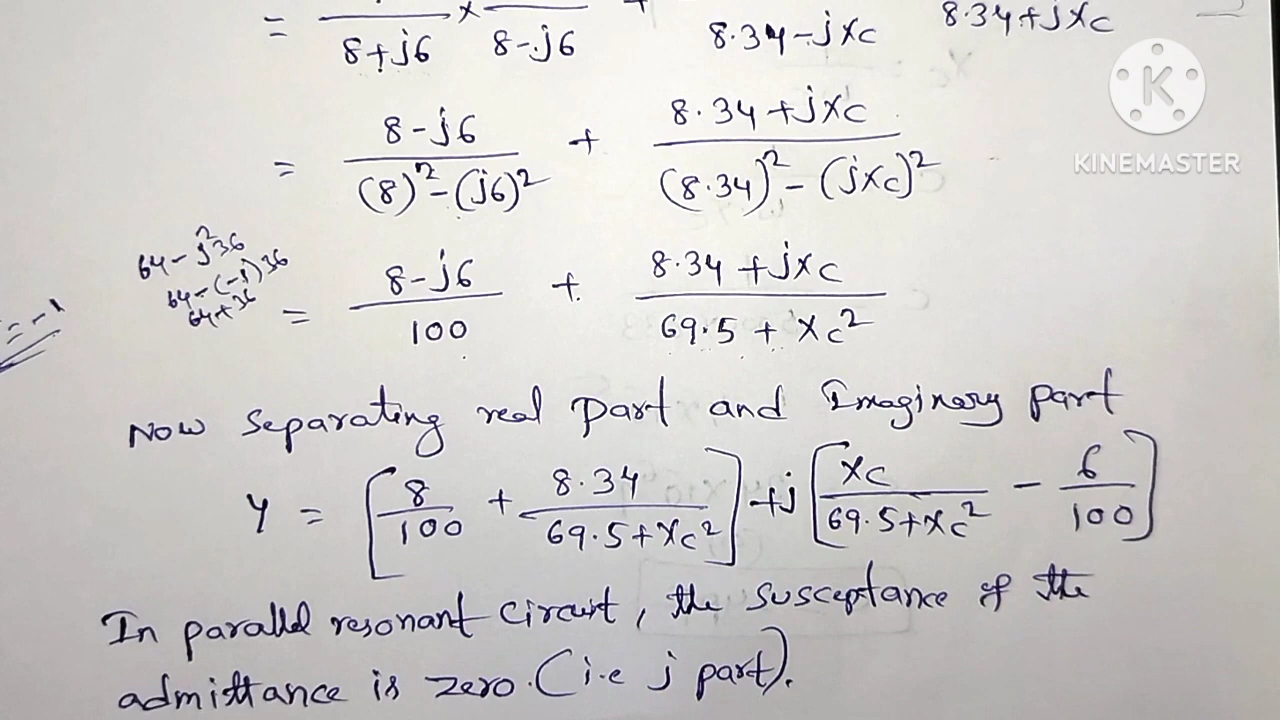 = / 8+j6 × / 8-j6 + / 8.34-jXc 8.34+jXc
K
KINEMASTER
= 8-j6 / (8)² - (j6)² + 8.34+jXc / (8.34)² - (jXc)²
64 - j²36
64-(-1)36
64+36
= -1
= 8-j6 / 100 + 8.34+jXc / 69.5 + Xc²
Now Separating real part and Imaginary part
Y = [8/100 + 8.34/69.5+Xc²] +j [Xc/69.5+Xc² - 6/100]
In parallel resonant Circuit, the susceptance of the
admittance is zero. (i.e j part).